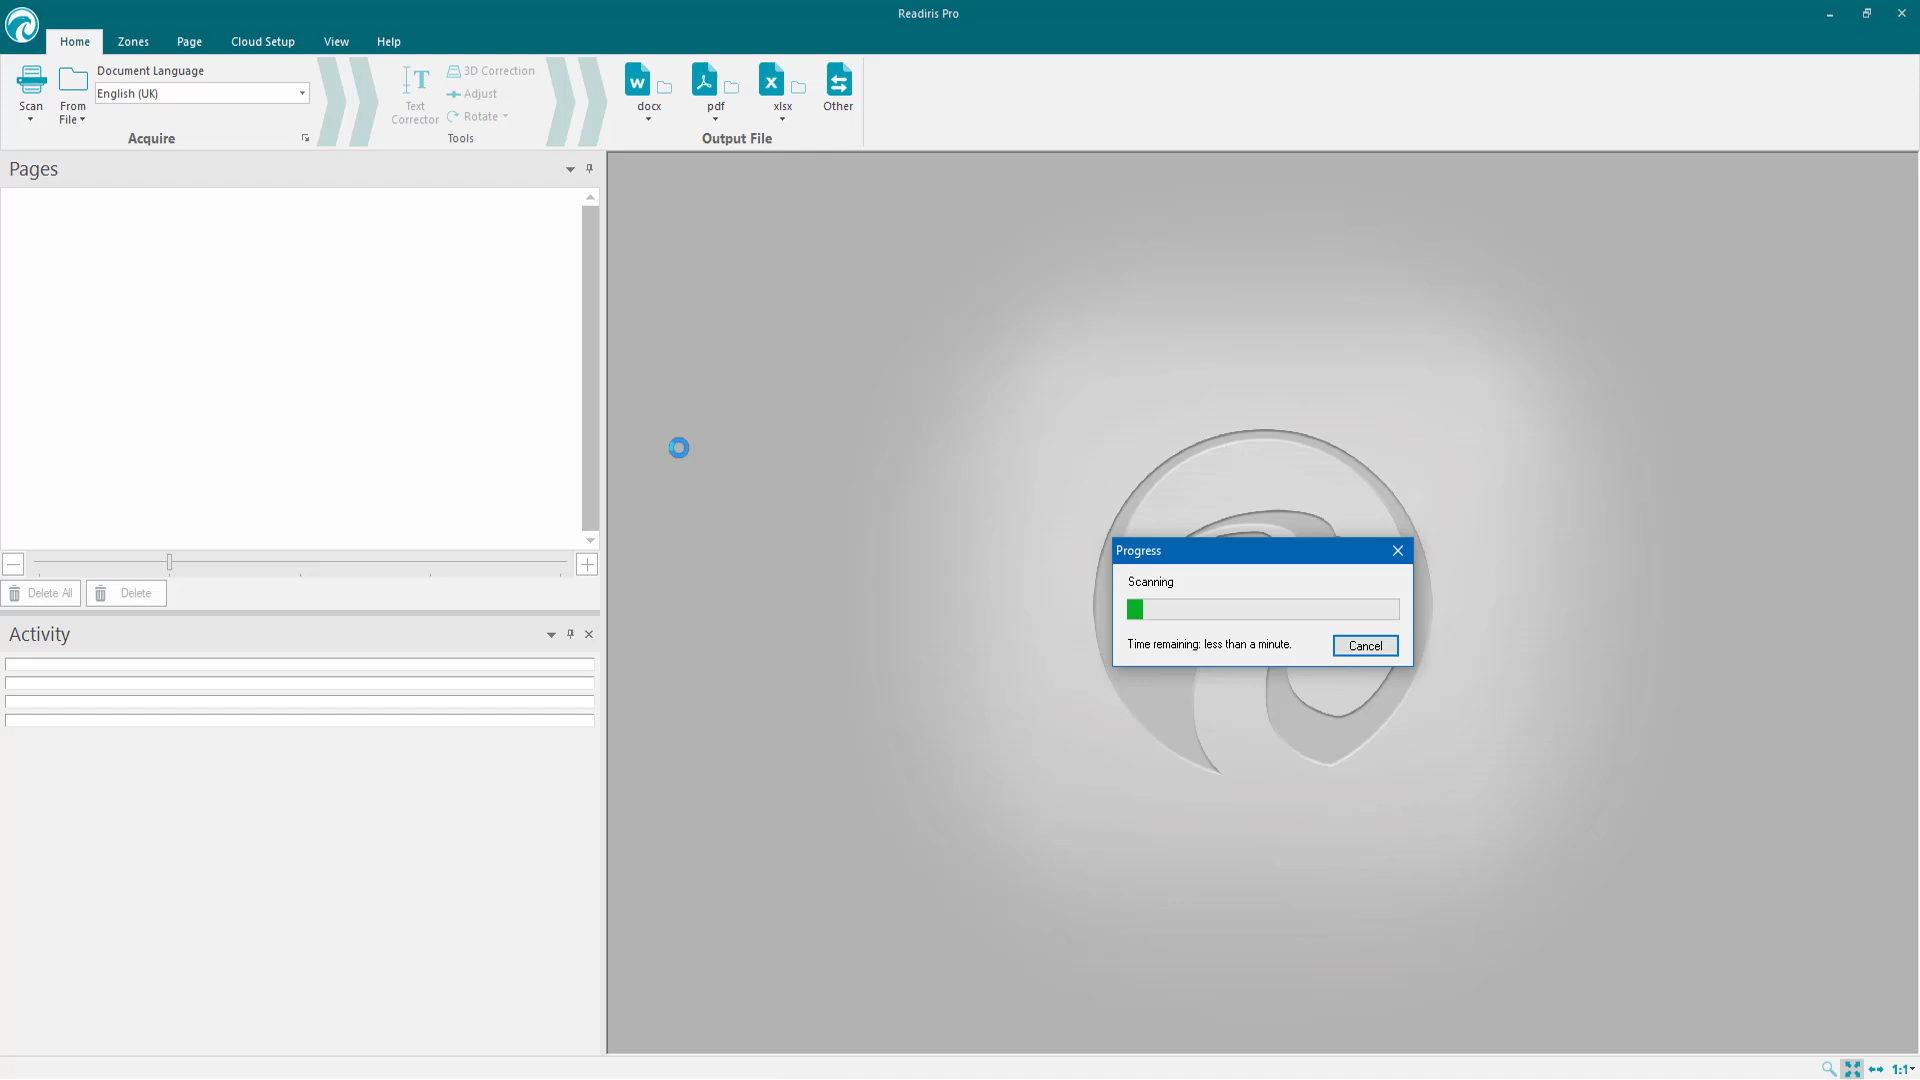 Readiris Pro
Home Zones Page Cloud Setup View Help
Scan
From File
Document Language
English (UK)
Acquire
Text Corrector
3D Correction
Adjust
Rotate
Tools
docx
pdf
xlsx
Other
Output File
Pages
Delete All Delete
Activity
Progress
Scanning
Time remaining: less than a minute.
Cancel
1:1